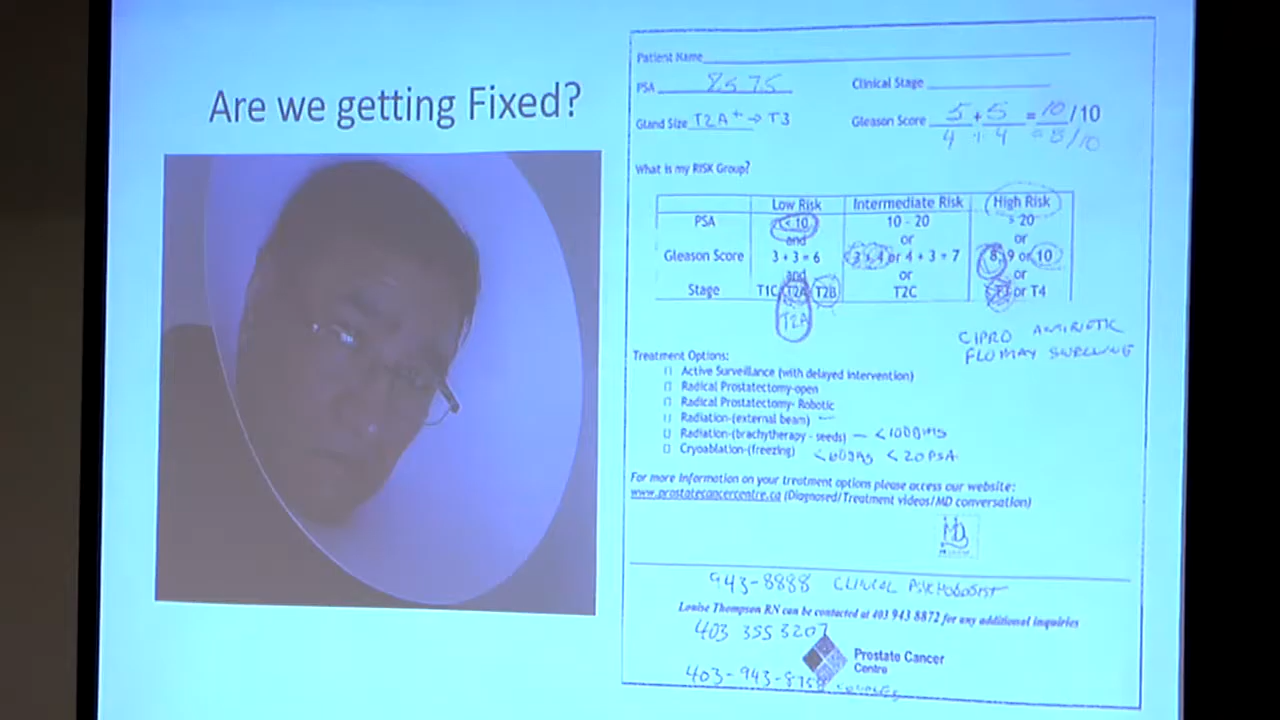 Are we getting Fixed?
Patient Name
PSA 8.575 Clinical Stage
Gland Size T2A+ → T3 Gleason Score 5 + 5 = 10/10
4 + 4 = 8/10
What is my RISK Group?
Low Risk Intermediate Risk High Risk
PSA < 10 10 - 20 > 20
and or or
Gleason Score 3 + 3 = 6 3 + 4 or 4 + 3 = 7 8, 9 or 10
and or or
Stage T1C T2A T2B T2C T3 or T4
T2A
CIPRO
Treatment Options:
Active Surveillance (with delayed intervention)
Radical Prostatectomy-open
Radical Prostatectomy- Robotic
Radiation-(external beam) —
Radiation-(brachytherapy - seeds) —
Cryoablation-(freezing) < 20 PSA
For more Information on your treatment options please access our website:
www.prostatecancercentre.ca (Diagnosed/Treatment videos/MD conversation)
943-8888 CLINICAL
Louise Thompson RN can be contacted at 403 943 8872 for any additional inquiries
403 355 3207
Prostate Cancer
Centre